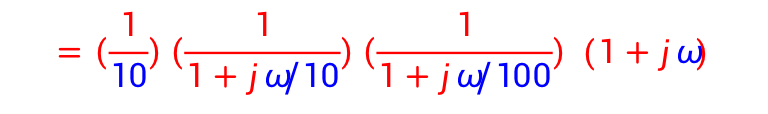 = (1/10) (1/(1 + jω/10)) (1/(1 + jω/100)) (1 + jω)